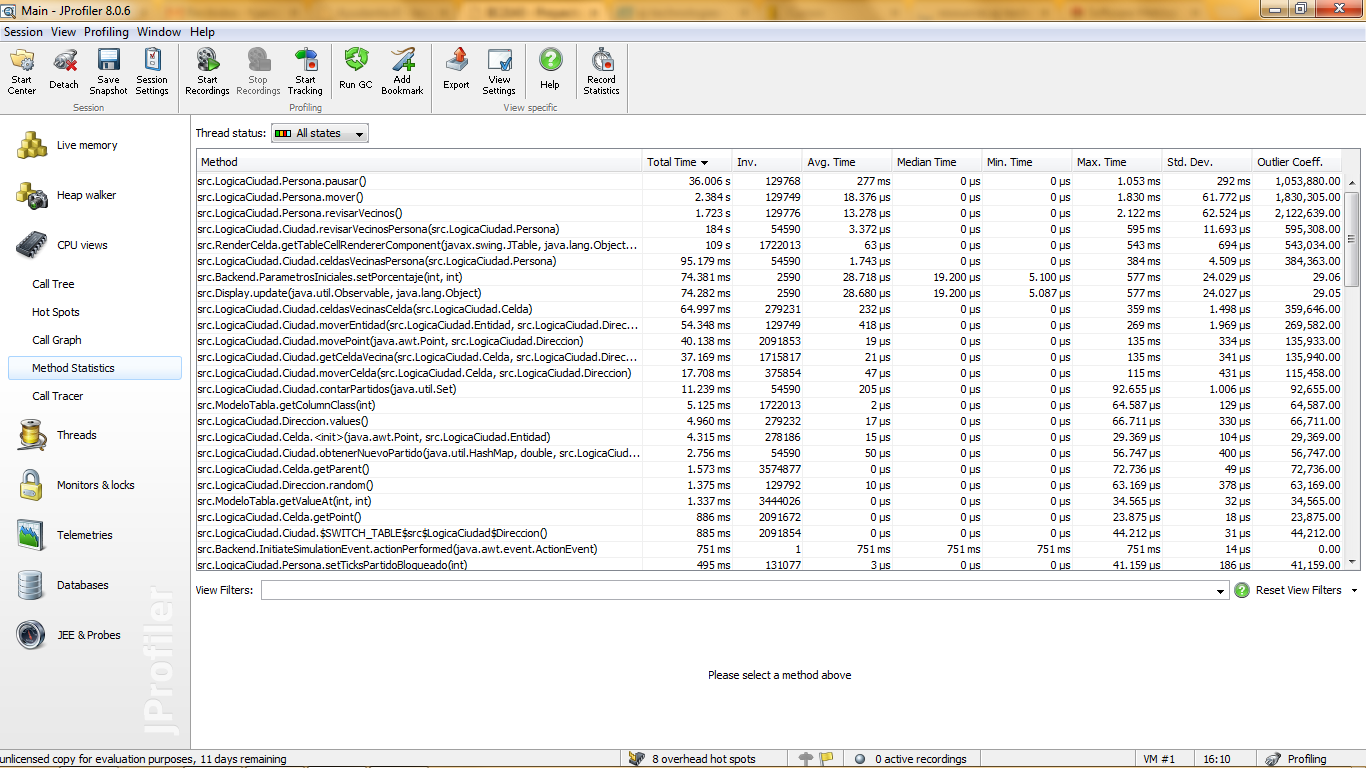 Main - JProfiler 8.0.6
Session View Profiling Window Help
Start Center Detach Save Snapshot Session Settings Start Recordings Stop Recordings Start Tracking Run GC Add Bookmark Export View Settings Help Record Statistics
Session Profiling View specific
Live memory
Heap walker
CPU views
Call Tree
Hot Spots
Call Graph
Method Statistics
Call Tracer
Threads
Monitors & locks
Telemetries
Databases
JEE & Probes
JProfiler
Thread status: All states
Method Total Time Inv. Avg. Time Median Time Min. Time Max. Time Std. Dev. Outlier Coeff.
src.LogicaCiudad.Persona.pausar() 36.006 s 129768 277 ms 0 µs 0 µs 1.053 ms 292 ms 1,053,880.00
src.LogicaCiudad.Persona.mover() 2.384 s 129749 18.376 µs 0 µs 0 µs 1.830 ms 61.772 µs 1,830,305.00
src.LogicaCiudad.Persona.revisarVecinos() 1.723 s 129776 13.278 µs 0 µs 0 µs 2.122 ms 62.524 µs 2,122,639.00
src.LogicaCiudad.Ciudad.revisarVecinosPersona(src.LogicaCiudad.Persona) 184 s 54590 3.372 µs 0 µs 0 µs 595 ms 11.693 µs 595,308.00
src.RenderCelda.getTableCellRendererComponent(javax.swing.JTable, java.lang.Object... 109 s 1722013 63 µs 0 µs 0 µs 543 ms 694 µs 543,034.00
src.LogicaCiudad.Ciudad.celdasVecinasPersona(src.LogicaCiudad.Persona) 95.179 ms 54590 1.743 µs 0 µs 0 µs 384 ms 4.509 µs 384,363.00
src.Backend.ParametrosIniciales.setPorcentaje(int, int) 74.381 ms 2590 28.718 µs 19.200 µs 5.100 µs 577 ms 24.029 µs 29.06
src.Display.update(java.util.Observable, java.lang.Object) 74.282 ms 2590 28.680 µs 19.200 µs 5.087 µs 577 ms 24.027 µs 29.05
src.LogicaCiudad.Ciudad.celdasVecinasCelda(src.LogicaCiudad.Celda) 64.997 ms 279231 232 µs 0 µs 0 µs 359 ms 1.498 µs 359,646.00
src.LogicaCiudad.Ciudad.moverEntidad(src.LogicaCiudad.Entidad, src.LogicaCiudad.Direc... 54.348 ms 129749 418 µs 0 µs 0 µs 269 ms 1.969 µs 269,582.00
src.LogicaCiudad.Ciudad.movePoint(java.awt.Point, src.LogicaCiudad.Direccion) 40.138 ms 2091853 19 µs 0 µs 0 µs 135 ms 334 µs 135,933.00
src.LogicaCiudad.Ciudad.getCeldaVecina(src.LogicaCiudad.Celda, src.LogicaCiudad.Direc... 37.169 ms 1715817 21 µs 0 µs 0 µs 135 ms 341 µs 135,940.00
src.LogicaCiudad.Ciudad.moverCelda(src.LogicaCiudad.Celda, src.LogicaCiudad.Direccion) 17.708 ms 375854 47 µs 0 µs 0 µs 115 ms 431 µs 115,458.00
src.LogicaCiudad.Ciudad.contarPartidos(java.util.Set) 11.239 ms 54590 205 µs 0 µs 0 µs 92.655 µs 1.006 µs 92,655.00
src.ModeloTabla.getColumnClass(int) 5.125 ms 1722013 2 µs 0 µs 0 µs 64.587 µs 129 µs 64,587.00
src.LogicaCiudad.Direccion.values() 4.960 ms 279232 17 µs 0 µs 0 µs 66.711 µs 330 µs 66,711.00
src.LogicaCiudad.Celda.<init>(java.awt.Point, src.LogicaCiudad.Entidad) 4.315 ms 278186 15 µs 0 µs 0 µs 29.369 µs 104 µs 29,369.00
src.LogicaCiudad.Ciudad.obtenerNuevoPartido(java.util.HashMap, double, src.LogicaCiud... 2.756 ms 54590 50 µs 0 µs 0 µs 56.747 µs 400 µs 56,747.00
src.LogicaCiudad.Celda.getParent() 1.573 ms 3574877 0 µs 0 µs 0 µs 72.736 µs 49 µs 72,736.00
src.LogicaCiudad.Direccion.random() 1.375 ms 129792 10 µs 0 µs 0 µs 63.169 µs 378 µs 63,169.00
src.ModeloTabla.getValueAt(int, int) 1.337 ms 3444026 0 µs 0 µs 0 µs 34.565 µs 32 µs 34,565.00
src.LogicaCiudad.Celda.getPoint() 886 ms 2091672 0 µs 0 µs 0 µs 23.875 µs 18 µs 23,875.00
src.LogicaCiudad.Ciudad.$SWITCH_TABLE$src$LogicaCiudad$Direccion() 885 ms 2091854 0 µs 0 µs 0 µs 44.212 µs 31 µs 44,212.00
src.Backend.InitiateSimulationEvent.actionPerformed(java.awt.event.ActionEvent) 751 ms 1 751 ms 751 ms 751 ms 751 ms 14 µs 0.00
src.LogicaCiudad.Persona.setTicksPartidoBloqueado(int) 495 ms 131077 3 µs 0 µs 0 µs 41.159 µs 186 µs 41,159.00
View Filters: Reset View Filters
Please select a method above
unlicensed copy for evaluation purposes, 11 days remaining 8 overhead hot spots 0 active recordings VM #1 16:10 Profiling